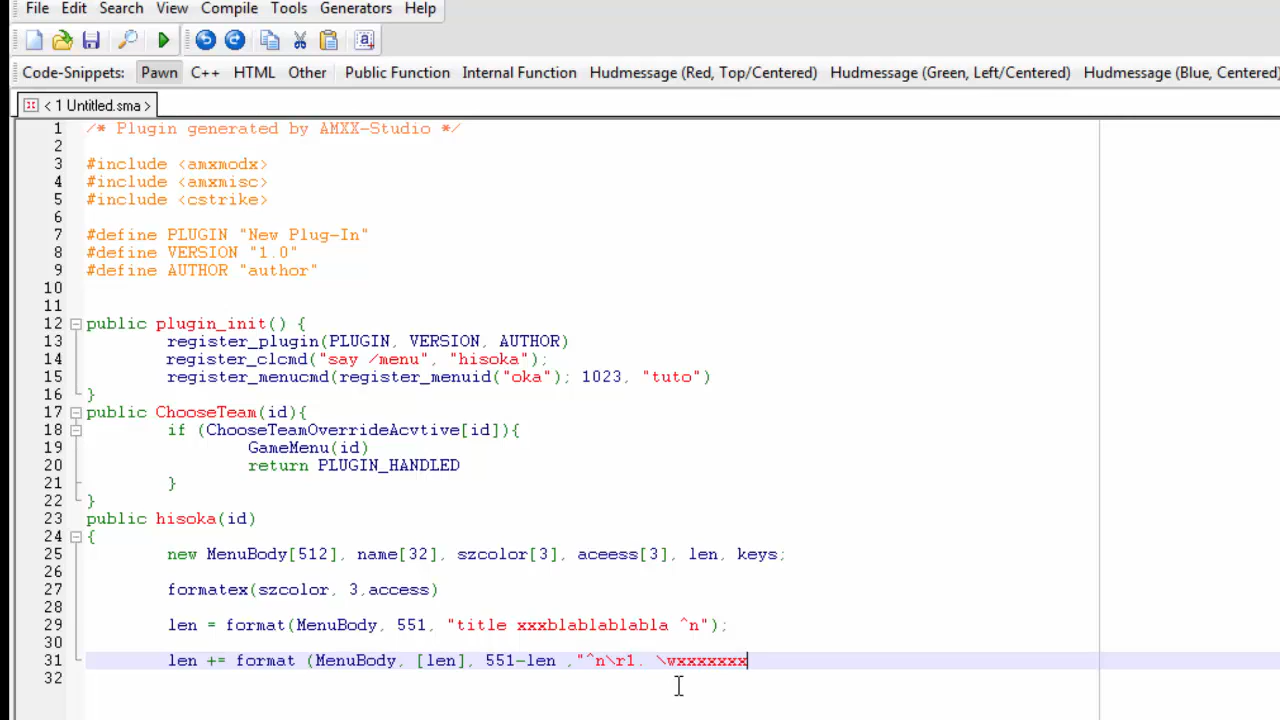 File Edit Search View Compile Tools Generators Help
Code-Snippets: Pawn C++ HTML Other Public Function Internal Function Hudmessage (Red, Top/Centered) Hudmessage (Green, Left/Centered) Hudmessage (Blue, Centered)
< 1 Untitled.sma >
1 /* Plugin generated by AMXX-Studio */
2
3 #include <amxmodx>
4 #include <amxmisc>
5 #include <cstrike>
6
7 #define PLUGIN "New Plug-In"
8 #define VERSION "1.0"
9 #define AUTHOR "author"
10
11
12 public plugin_init() {
13 register_plugin(PLUGIN, VERSION, AUTHOR)
14 register_clcmd("say /menu", "hisoka");
15 register_menucmd(register_menuid("oka"); 1023, "tuto")
16 }
17 public ChooseTeam(id){
18 if (ChooseTeamOverrideAcvtive[id]){
19 GameMenu(id)
20 return PLUGIN_HANDLED
21 }
22 }
23 public hisoka(id)
24 {
25 new MenuBody[512], name[32], szcolor[3], aceess[3], len, keys;
26
27 formatex(szcolor, 3,access)
28
29 len = format(MenuBody, 551, "title xxxblablablabla ^n");
30
31 len += format (MenuBody, [len], 551-len ,"^n\r1. \wxxxxxxx
32